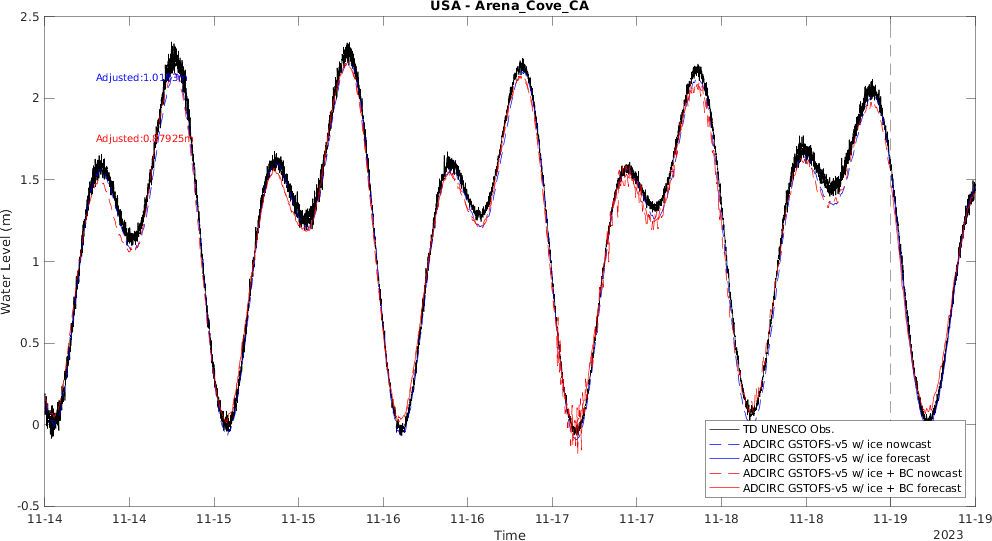 USA - Arena_Cove_CA
2.5
2
1.5
1
0.5
0
-0.5
Water Level (m)
Adjusted:0.87925m
11-14
11-14
11-15
11-15
11-16
11-16
11-17
11-17
11-18
11-18
11-19
11-19
Time
2023
TD UNESCO Obs.
ADCIRC GSTOFS-v5 w/ ice nowcast
ADCIRC GSTOFS-v5 w/ ice forecast
ADCIRC GSTOFS-v5 w/ ice + BC nowcast
ADCIRC GSTOFS-v5 w/ ice + BC forecast